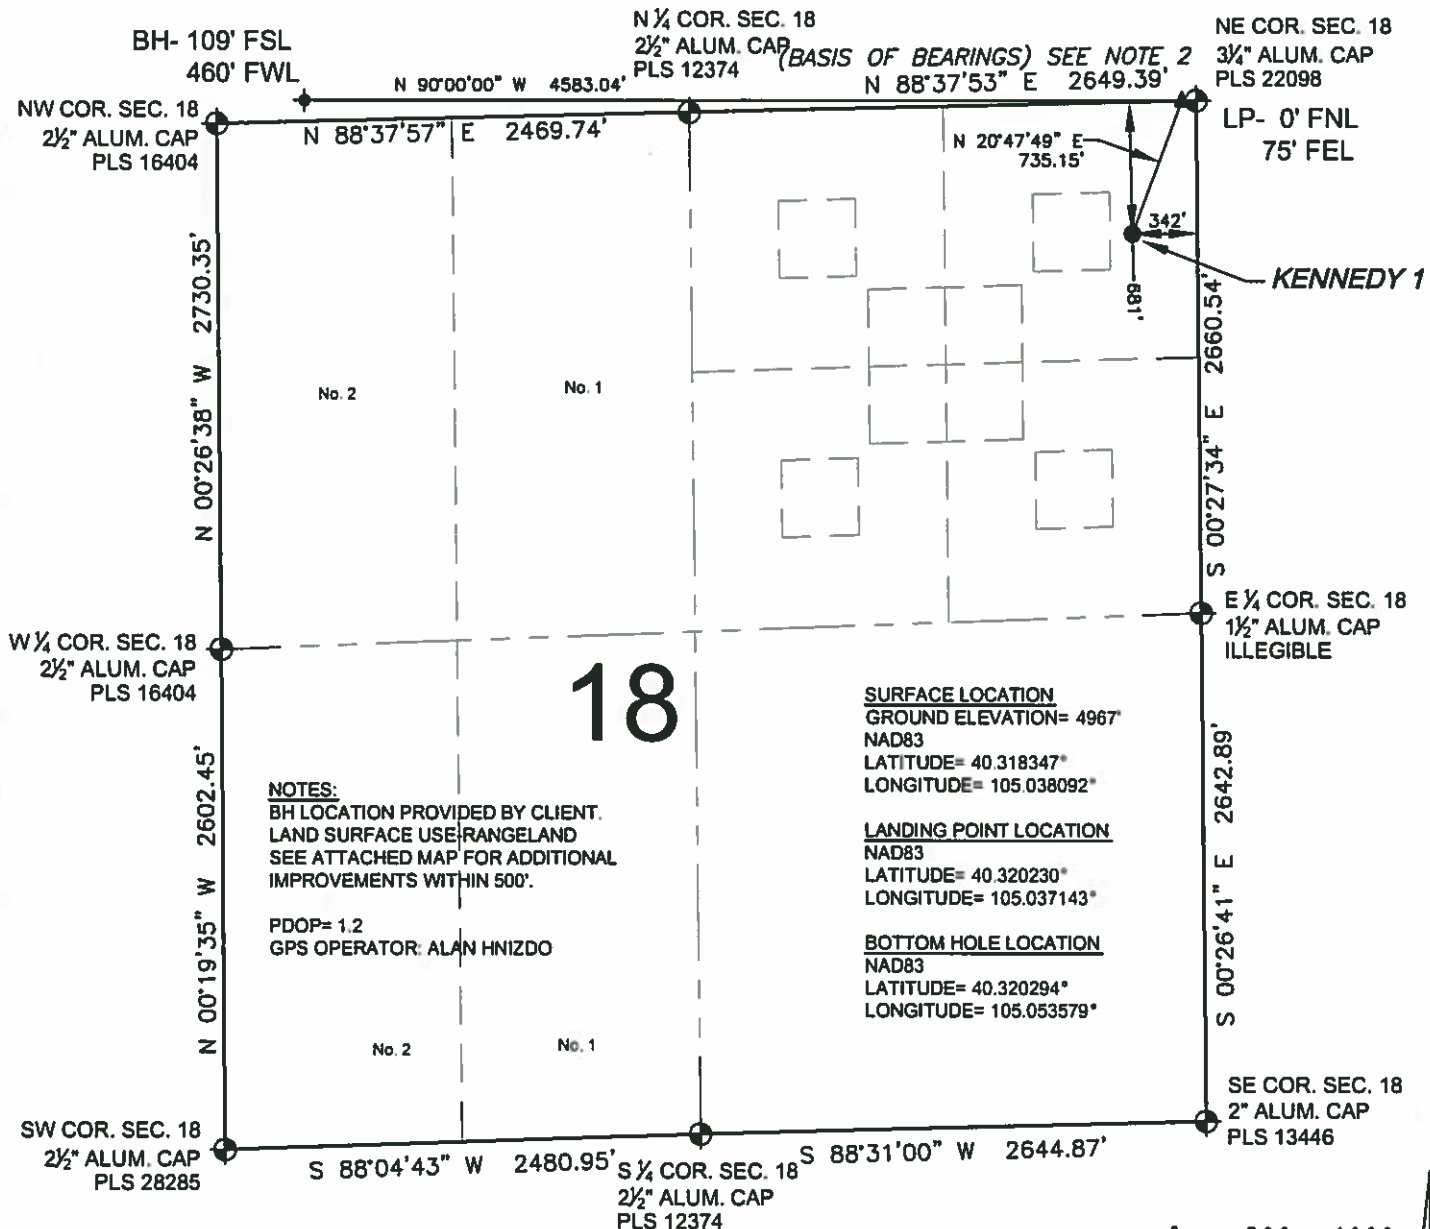 BH- 109' FSL
460' FWL
N ¼ COR. SEC. 18
2½" ALUM. CAP
PLS 12374
(BASIS OF BEARINGS) SEE NOTE 2
NE COR. SEC. 18
3¼" ALUM. CAP
PLS 22098
N 90°00'00" W 4583.04'
N 88°37'53" E 2649.39'
NW COR. SEC. 18
2½" ALUM. CAP
PLS 16404
N 88°37'57" E 2469.74'
LP- 0' FNL
75' FEL
N 20°47'49" E
735.15'
342'
681'
KENNEDY 1
N 00°26'38" W 2730.35'
S 00°27'34" E 2660.54'
No. 2
No. 1
W ¼ COR. SEC. 18
2½" ALUM. CAP
PLS 16404
E ¼ COR. SEC. 18
1½" ALUM. CAP
ILLEGIBLE
18
SURFACE LOCATION
GROUND ELEVATION= 4967'
NAD83
LATITUDE= 40.318347°
LONGITUDE= 105.038092°
LANDING POINT LOCATION
NAD83
LATITUDE= 40.320230°
LONGITUDE= 105.037143°
BOTTOM HOLE LOCATION
NAD83
LATITUDE= 40.320294°
LONGITUDE= 105.053579°
NOTES:
BH LOCATION PROVIDED BY CLIENT.
LAND SURFACE USE-RANGELAND
SEE ATTACHED MAP FOR ADDITIONAL
IMPROVEMENTS WITHIN 500'.
PDOP= 1.2
GPS OPERATOR: ALAN HNIZDO
N 00°19'35" W 2602.45'
S 00°26'41" E 2642.89'
No. 2
No. 1
SW COR. SEC. 18
2½" ALUM. CAP
PLS 28285
SE COR. SEC. 18
2" ALUM. CAP
PLS 13446
S 88°04'43" W 2480.95'
S ¼ COR. SEC. 18
2½" ALUM. CAP
PLS 12374
S 88°31'00" W 2644.87'